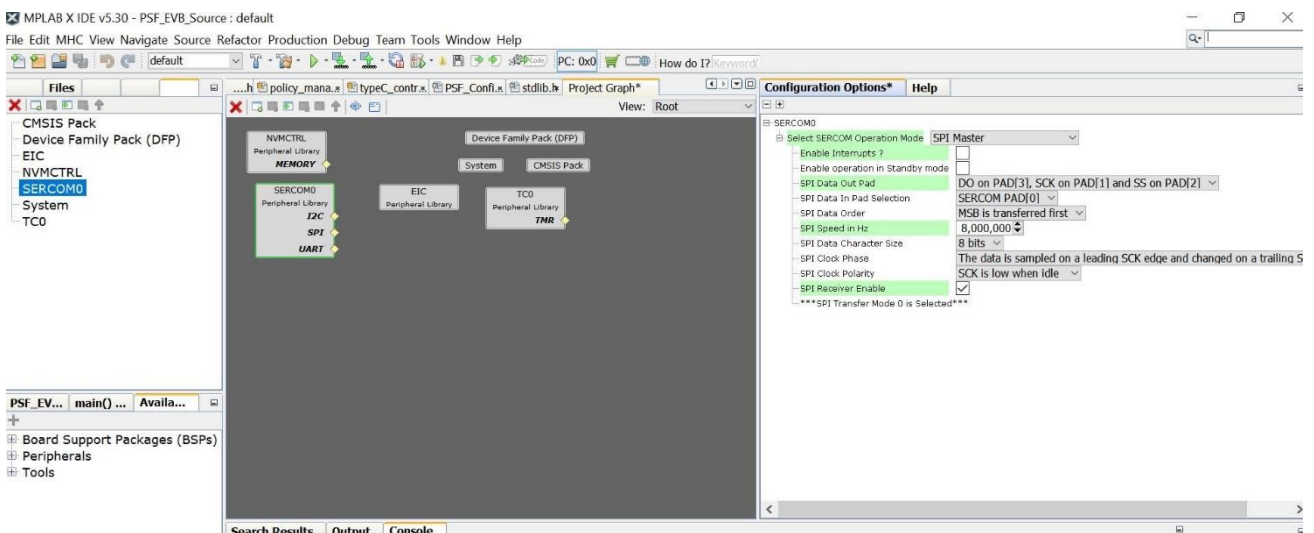 MPLAB X IDE v5.30 - PSF_EVB_Source : default
File Edit MHC View Navigate Source Refactor Production Debug Team Tools Window Help
default PC: 0x0 How do I?
Files
CMSIS Pack
Device Family Pack (DFP)
EIC
NVMCTRL
SERCOM0
System
TC0
PSF_EV... main() ... Availa...
Board Support Packages (BSPs)
Peripherals
Tools
....h policy_mana. typeC_contr. PSF_Confi. stdlib.h Project Graph*
View: Root
NVMCTRL
Peripheral Library
MEMORY
Device Family Pack (DFP)
System CMSIS Pack
SERCOM0
Peripheral Library
I2C
SPI
UART
EIC
Peripheral Library
TC0
Peripheral Library
TMR
Configuration Options* Help
SERCOM0
Select SERCOM Operation Mode SPI Master
Enable Interrupts ?
Enable operation in Standby mode
SPI Data Out Pad DO on PAD[3], SCK on PAD[1] and SS on PAD[2]
SPI Data In Pad Selection SERCOM PAD[0]
SPI Data Order MSB is transferred first
SPI Speed in Hz 8,000,000
SPI Data Character Size 8 bits
SPI Clock Phase The data is sampled on a leading SCK edge and changed on a trailing S
SPI Clock Polarity SCK is low when idle
SPI Receiver Enable
***SPI Transfer Mode 0 is Selected***
Search Results Output Console